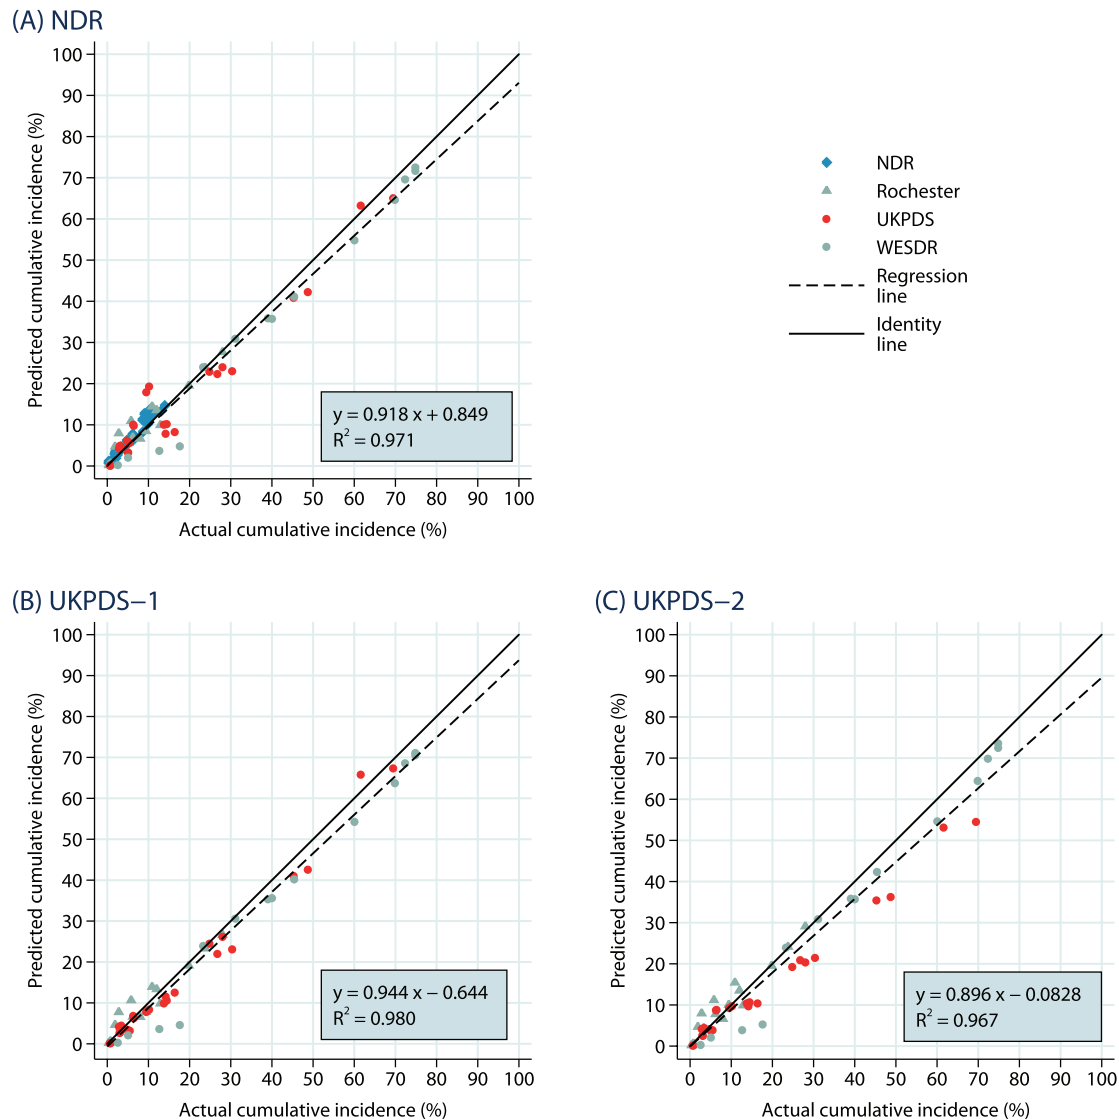 (A) NDR
100
90
80
70
60
50
40
30
20
10
0
Predicted cumulative incidence (%)
y = 0.918 x + 0.849
R² = 0.971
0 10 20 30 40 50 60 70 80 90 100
Actual cumulative incidence (%)
NDR
Rochester
UKPDS
WESDR
Regression
line
Identity
line
(B) UKPDS−1
100
90
80
70
60
50
40
30
20
10
0
Predicted cumulative incidence (%)
y = 0.944 x − 0.644
R² = 0.980
0 10 20 30 40 50 60 70 80 90 100
Actual cumulative incidence (%)
(C) UKPDS−2
100
90
80
70
60
50
40
30
20
10
0
Predicted cumulative incidence (%)
y = 0.896 x − 0.0828
R² = 0.967
0 10 20 30 40 50 60 70 80 90 100
Actual cumulative incidence (%)